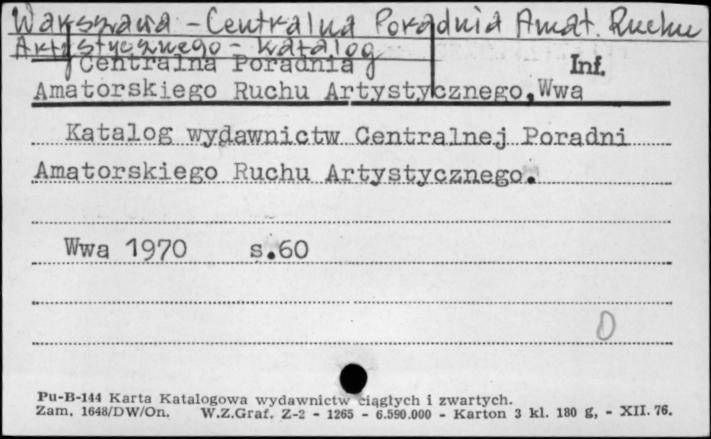 Warszawa - Centralna Poradnia Amat. Ruchu
Artystycznego - katalog
Centralna Poradnia Inf.
Amatorskiego Ruchu Artystycznego, Wwa
Katalog wydawnictw Centralnej Poradni
Amatorskiego Ruchu Artystycznego.
Wwa 1970 s.60
D
Pu-B-144 Karta Katalogowa wydawnictw ciągłych i zwartych.
Zam. 1648/DW/On. W.Z.Graf. Z-2 - 1265 - 6.590.000 - Karton 3 kl. 180 g, - XII. 76.